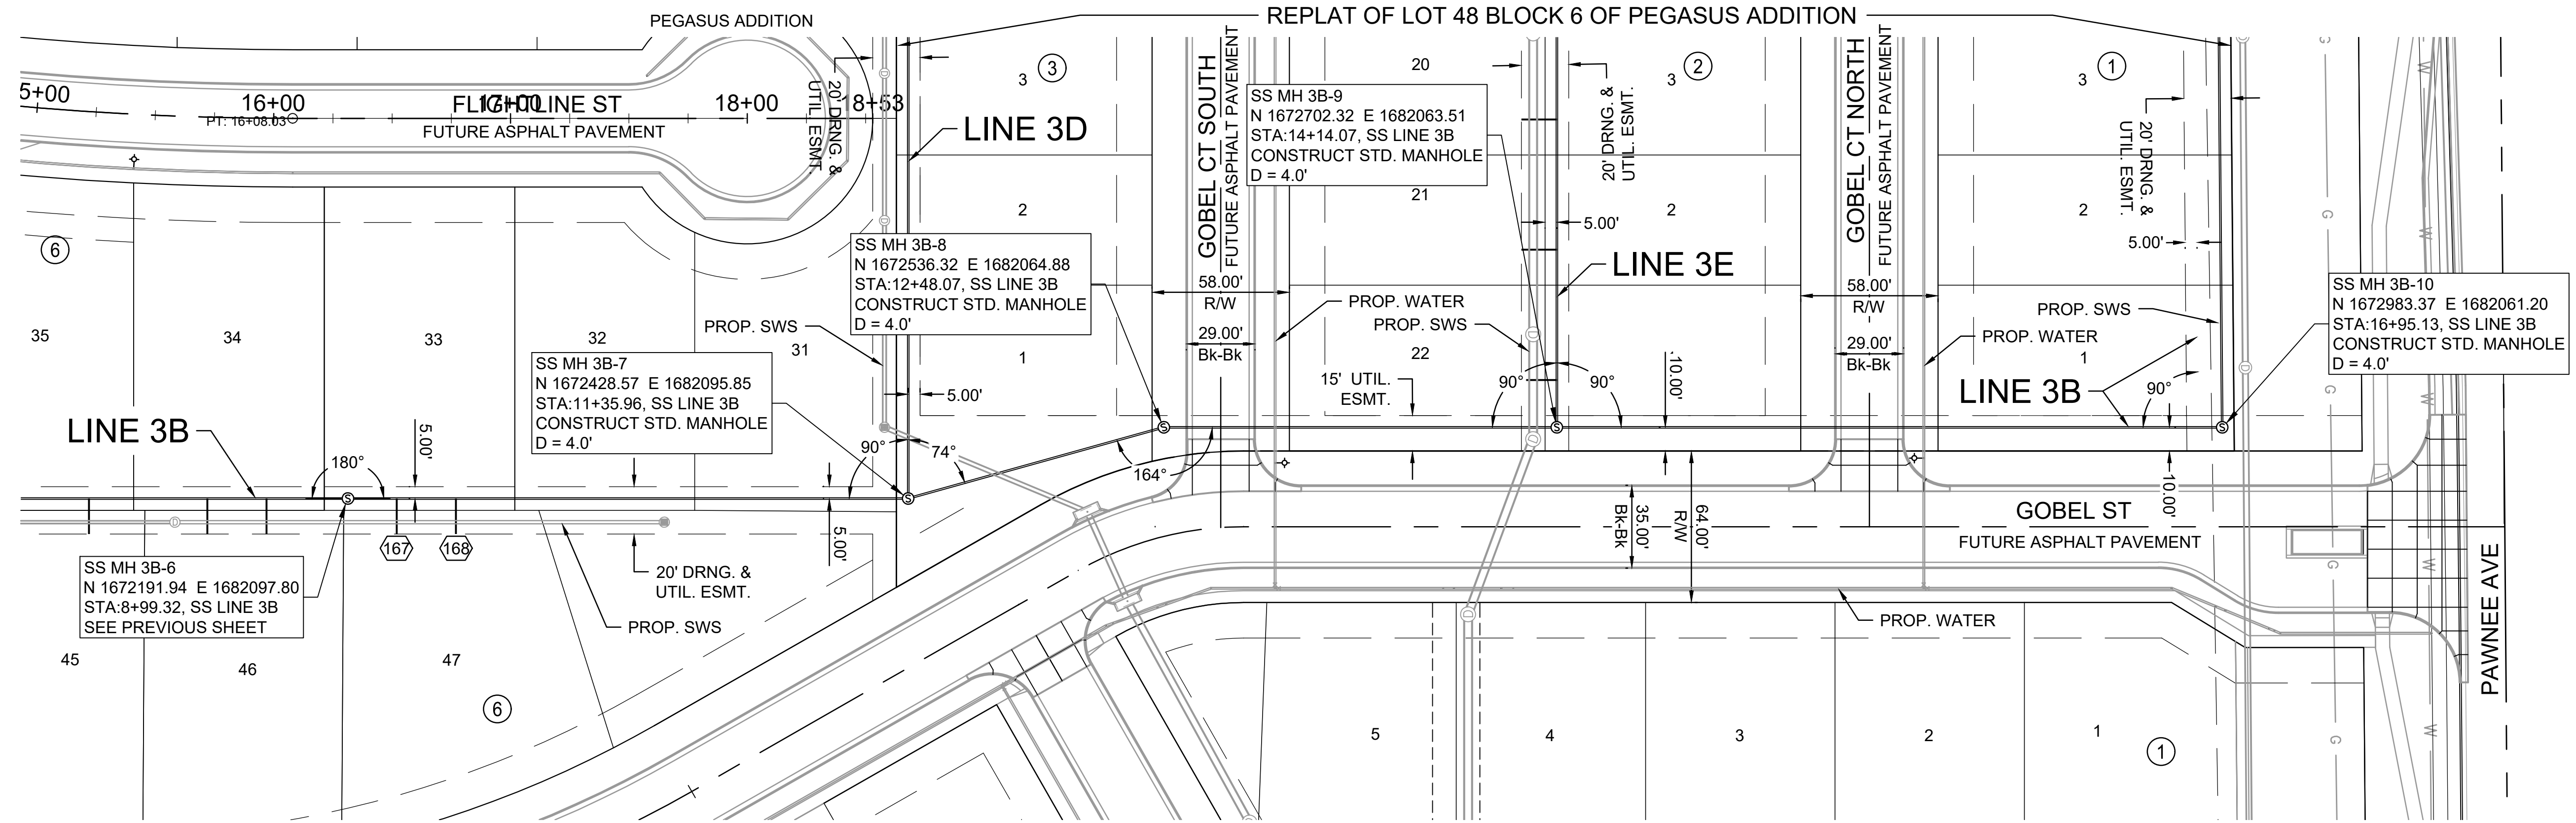 PEGASUS ADDITION
REPLAT OF LOT 48 BLOCK 6 OF PEGASUS ADDITION
5+00
16+00
17+00
18+00
18+53
FLIGHTLINE ST
FUTURE ASPHALT PAVEMENT
PT: 16+08.03
20' DRNG. &
UTIL. ESMT.
LINE 3D
3
3
2
1
GOBEL CT SOUTH
FUTURE ASPHALT PAVEMENT
58.00'
R/W
29.00'
Bk-Bk
SS MH 3B-9
N 1672702.32 E 1682063.51
STA:14+14.07, SS LINE 3B
CONSTRUCT STD. MANHOLE
D = 4.0'
20
21
22
20' DRNG. &
UTIL. ESMT.
5.00'
LINE 3E
3
2
2
GOBEL CT NORTH
FUTURE ASPHALT PAVEMENT
58.00'
R/W
29.00'
Bk-Bk
3
1
2
1
20' DRNG. &
UTIL. ESMT.
5.00'
PROP. SWS
PROP. WATER
LINE 3B
90°
SS MH 3B-10
N 1672983.37 E 1682061.20
STA:16+95.13, SS LINE 3B
CONSTRUCT STD. MANHOLE
D = 4.0'
SS MH 3B-8
N 1672536.32 E 1682064.88
STA:12+48.07, SS LINE 3B
CONSTRUCT STD. MANHOLE
D = 4.0'
PROP. WATER
PROP. SWS
15' UTIL.
ESMT.
90°
90°
10.00'
6
35
34
33
32
31
PROP. SWS
5.00'
SS MH 3B-7
N 1672428.57 E 1682095.85
STA:11+35.96, SS LINE 3B
CONSTRUCT STD. MANHOLE
D = 4.0'
LINE 3B
180°
5.00'
90°
74°
164°
5.00'
167
168
SS MH 3B-6
N 1672191.94 E 1682097.80
STA:8+99.32, SS LINE 3B
SEE PREVIOUS SHEET
20' DRNG. &
UTIL. ESMT.
PROP. SWS
45
46
47
6
35.00'
Bk-Bk
64.00'
R/W
10.00'
GOBEL ST
FUTURE ASPHALT PAVEMENT
PROP. WATER
PAWNEE AVE
5
4
3
2
1
1
S
S
S
S
S
D
D
D
D
D
D
D
D
D
D
G
G
G
G
G
W
W
W
W
W